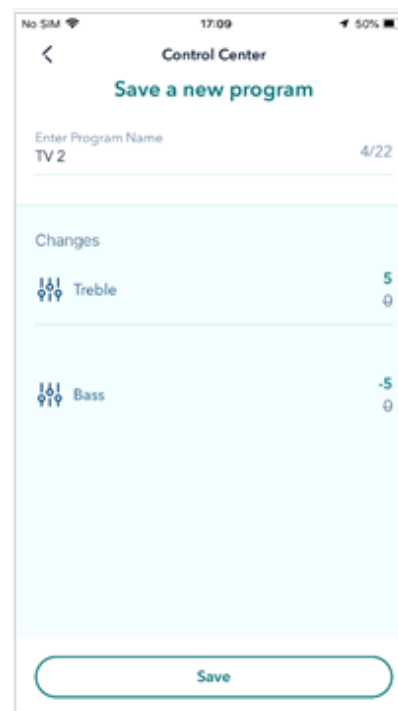 No SIM 17:09 50%
Control Center
Save a new program
Enter Program Name
TV 2 4/22
Changes
Treble 5
0
Bass -5
0
Save